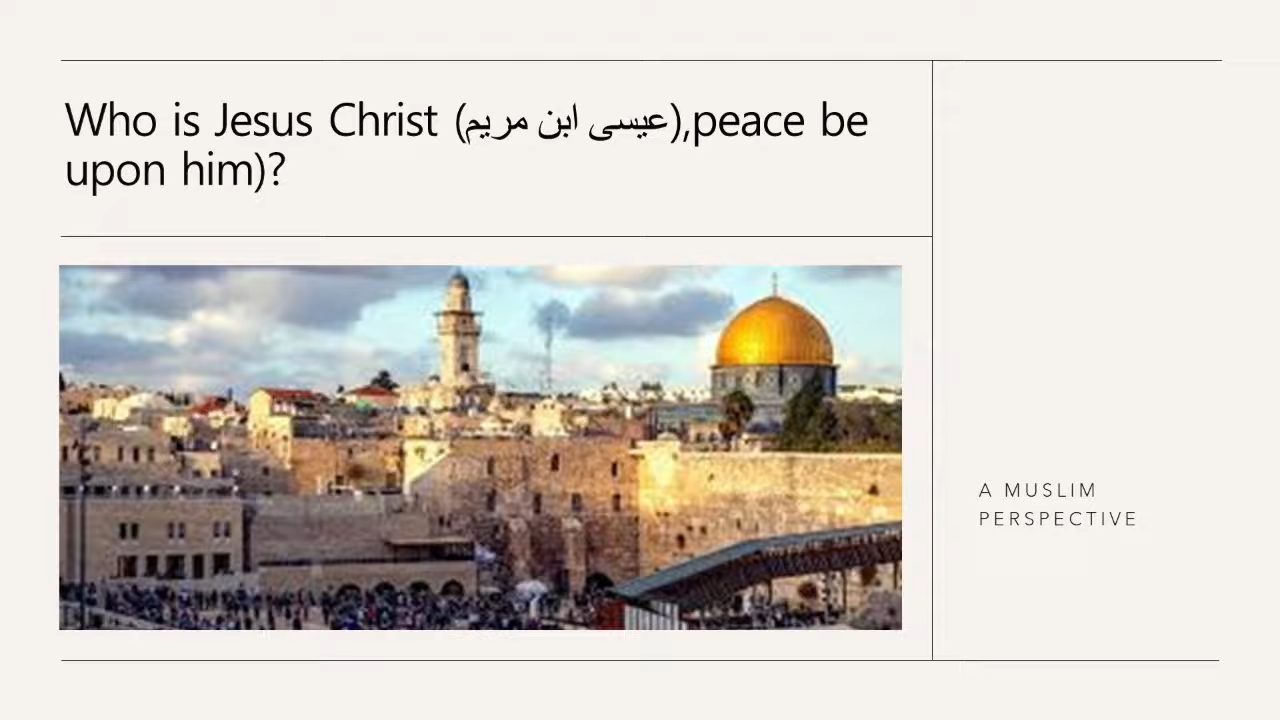 Who is Jesus Christ (عيسى ابن مريم),peace be
upon him)?
A MUSLIM
PERSPECTIVE